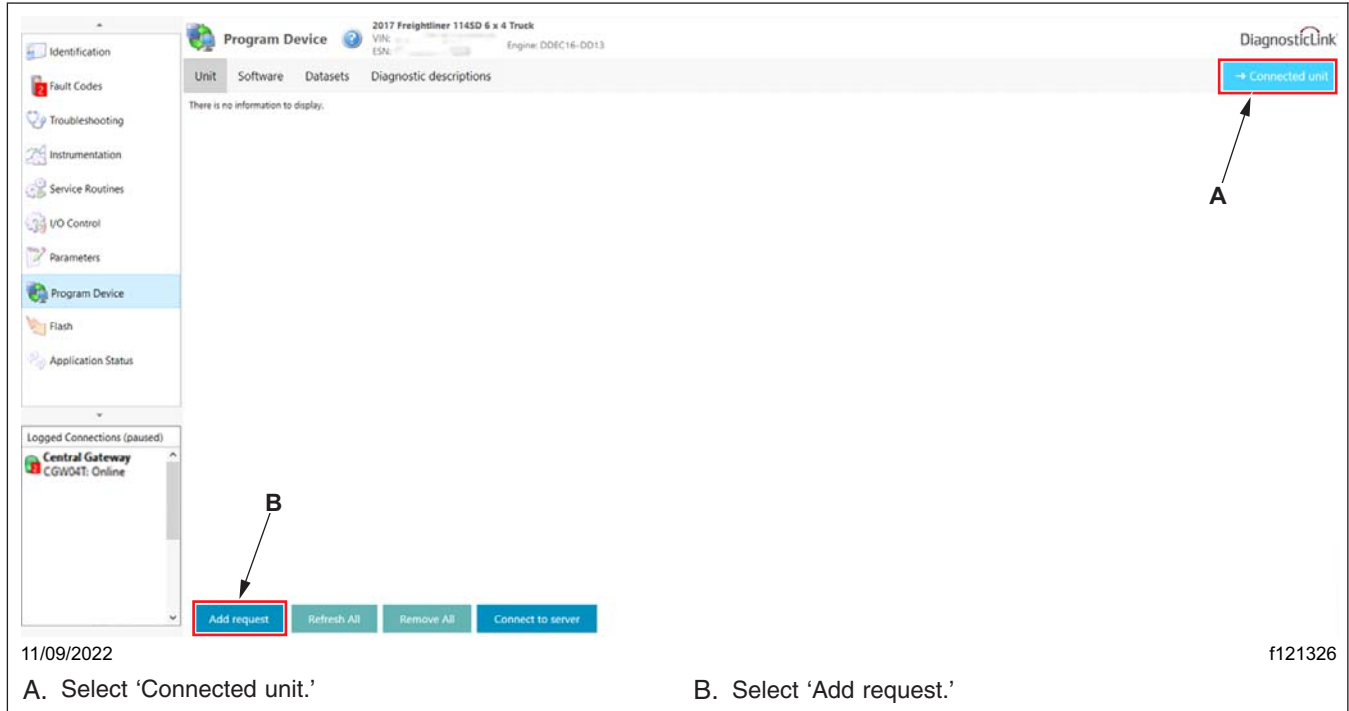 Program Device
2017 Freightliner 114SD 6 x 4 Truck
VIN:
ESN:
Engine: DDEC16-DD13
DiagnosticLink
Unit Software Datasets Diagnostic descriptions
→ Connected unit
There is no information to display.
Identification
2 Fault Codes
Troubleshooting
Instrumentation
Service Routines
I/O Control
Parameters
Program Device
Flash
Application Status
Logged Connections (paused)
2 Central Gateway
CGW04T: Online
A
B
Add request Refresh All Remove All Connect to server
11/09/2022 f121326
A. Select ‘Connected unit.’ B. Select ‘Add request.’